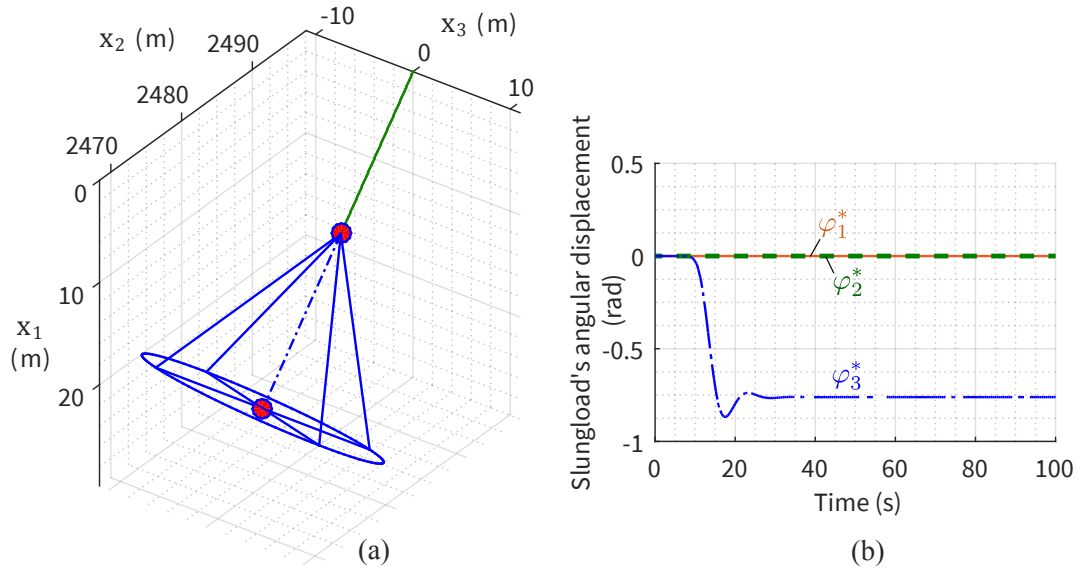 x₂ (m)
-10
x₃ (m)
2490
0
2480
10
2470
0
10
x₁
(m)
20
(a)
Slungload's angular displacement
(rad)
0.5
0
-0.5
-1
φ₁*
φ₂*
φ₃*
0 20 40 60 80 100
Time (s)
(b)